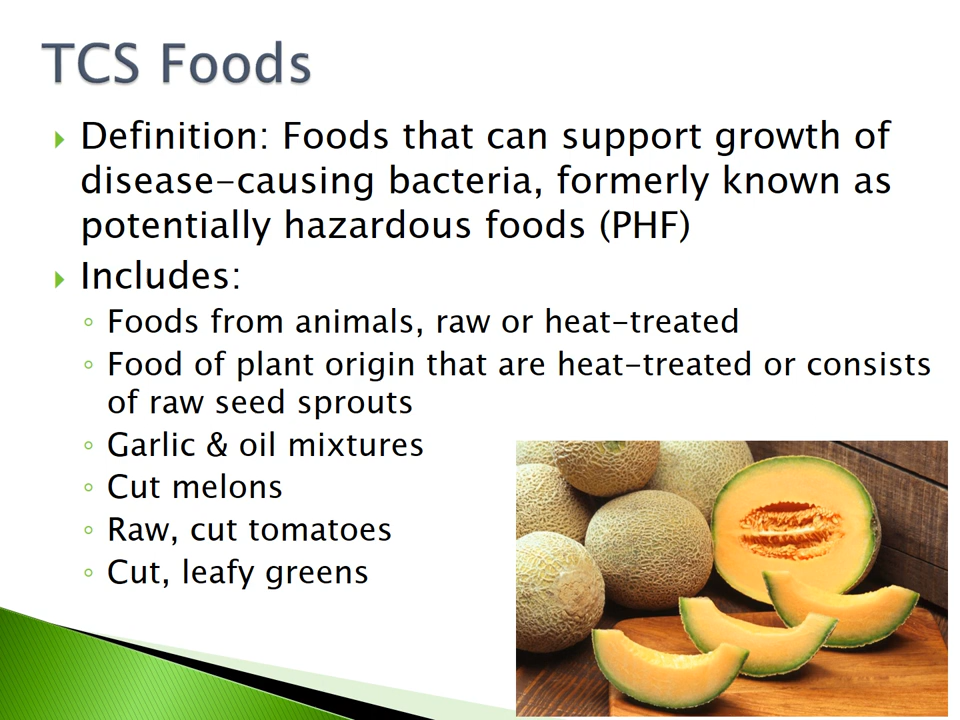 TCS Foods
Definition: Foods that can support growth of
disease-causing bacteria, formerly known as
potentially hazardous foods (PHF)
Includes:
Foods from animals, raw or heat-treated
Food of plant origin that are heat-treated or consists
of raw seed sprouts
Garlic & oil mixtures
Cut melons
Raw, cut tomatoes
Cut, leafy greens